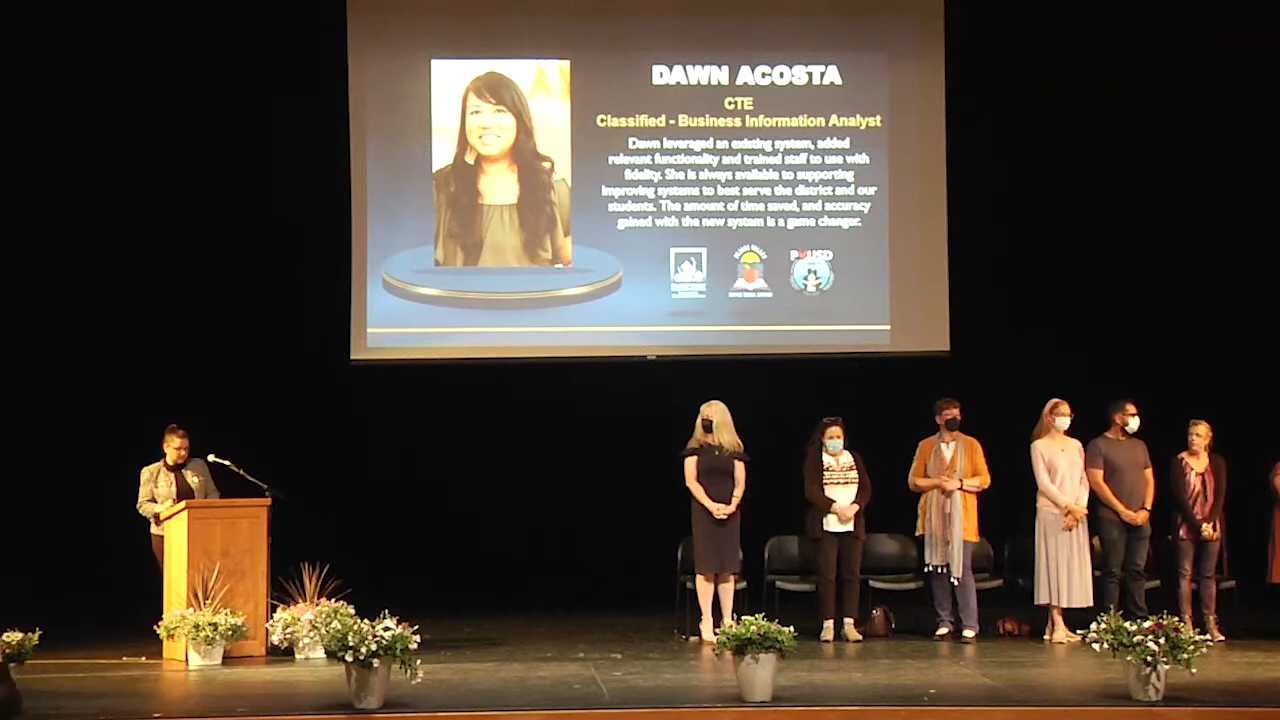 DAWN ACOSTA
CTE
Classified - Business Information Analyst
Dawn leveraged an existing system, added
relevant functionality and trained staff to use with
fidelity. She is always available to supporting
improving systems to best serve the district and our
students. The amount of time saved, and accuracy
gained with the new system is a game changer.